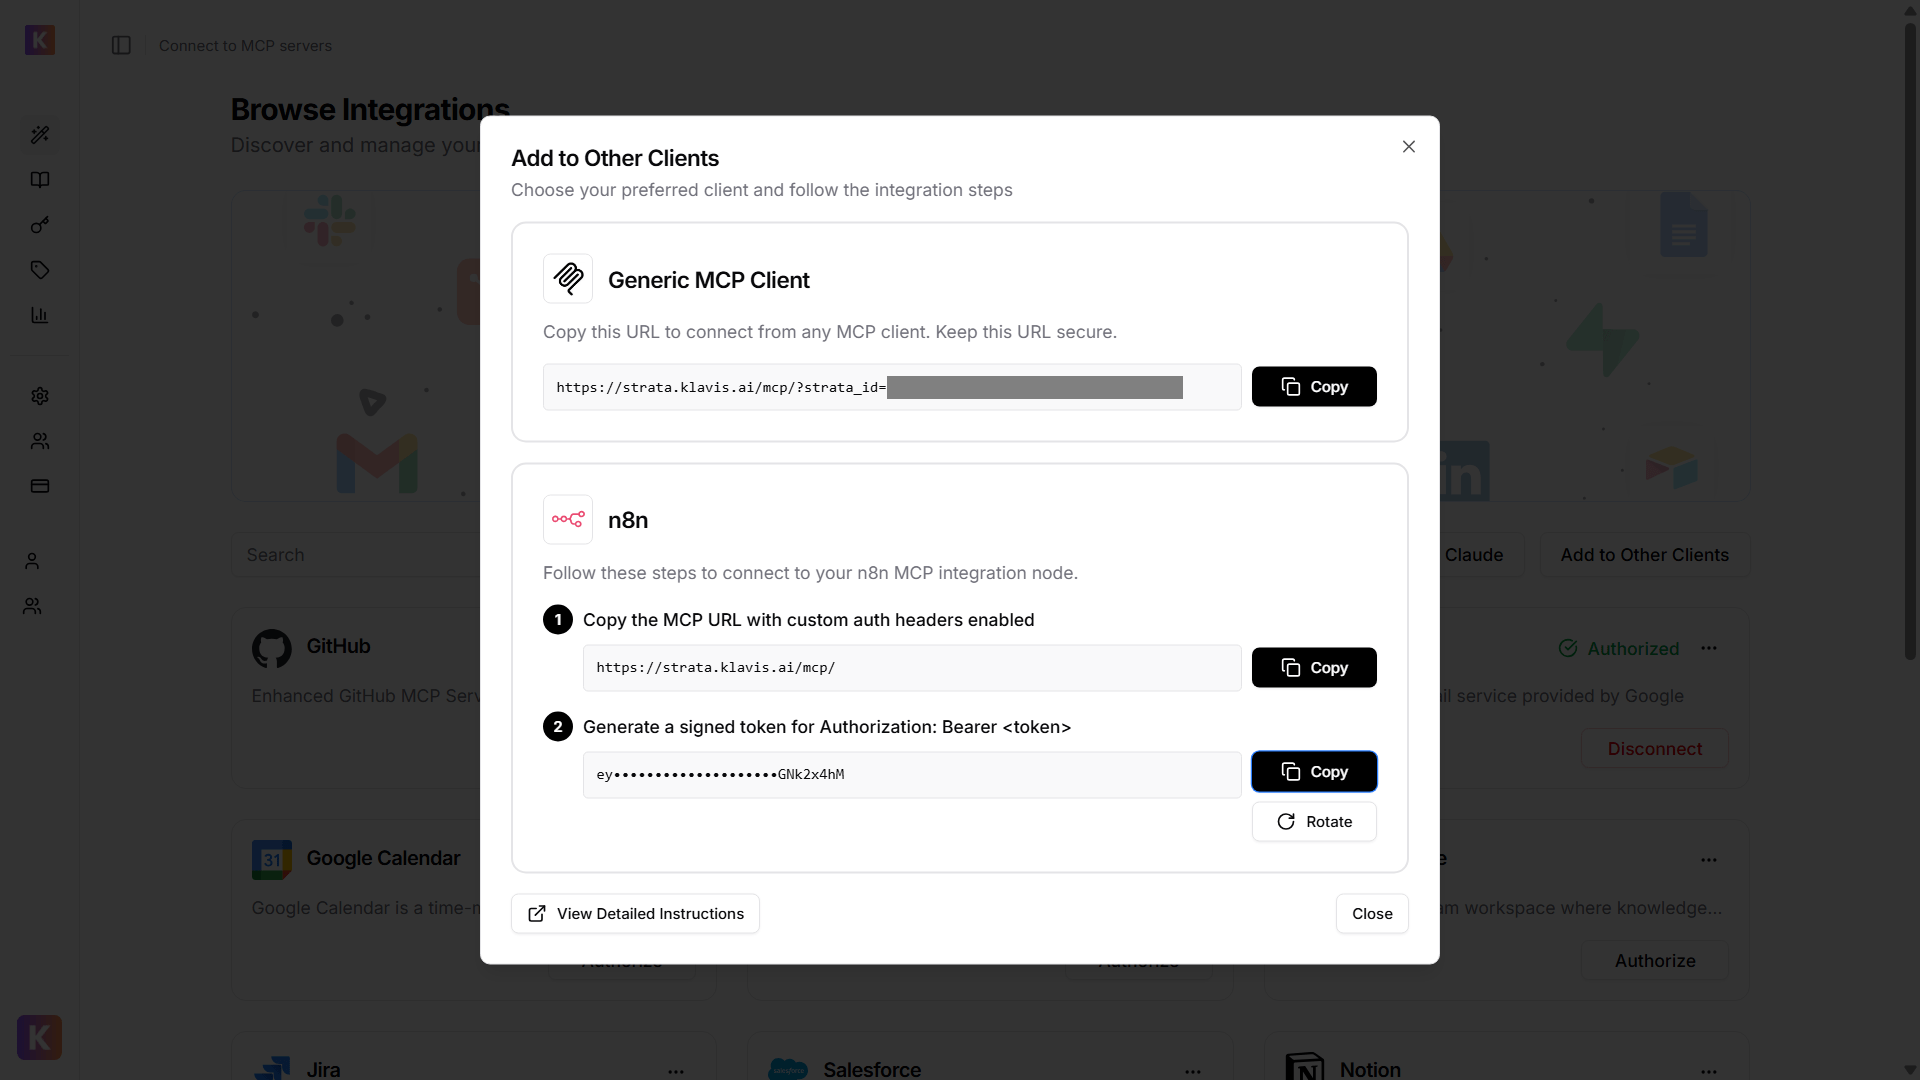 K
Connect to MCP servers
Browse Integrations
Discover and manage your
Add to Other Clients
Choose your preferred client and follow the integration steps
Generic MCP Client
Copy this URL to connect from any MCP client. Keep this URL secure.
https://strata.klavis.ai/mcp/?strata_id=
Copy
n8n
Follow these steps to connect to your n8n MCP integration node.
1 Copy the MCP URL with custom auth headers enabled
https://strata.klavis.ai/mcp/
Copy
2 Generate a signed token for Authorization: Bearer <token>
ey••••••••••••••••••••GNk2x4hM
Copy
Rotate
View Detailed Instructions
Close
in
Search
Claude
Add to Other Clients
GitHub
Enhanced GitHub MCP Serv
Authorized
il service provided by Google
Disconnect
31
Google Calendar
Google Calendar is a time-m
e
am workspace where knowledge...
Authorize
Authorize
Authorize
K
Jira
salesforce
Salesforce
N
Notion